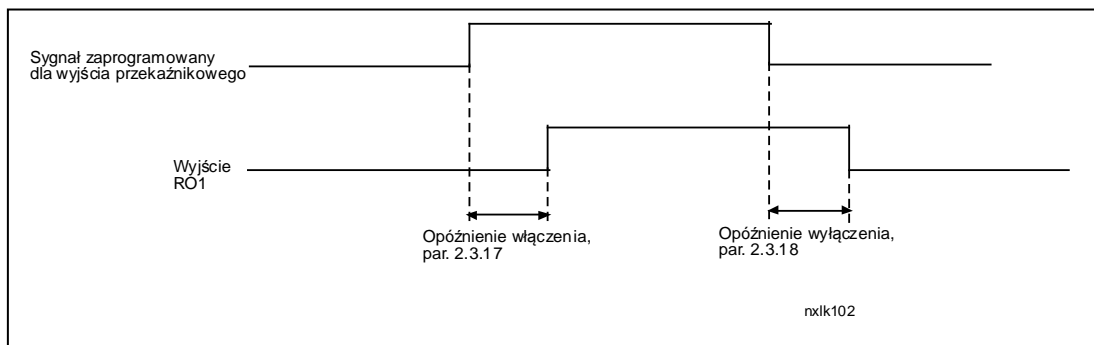 Sygnał zaprogramowany
dla wyjścia przekaźnikowego
Wyjście
RO1
Opóźnienie włączenia,
par. 2.3.17
Opóźnienie wyłączenia,
par. 2.3.18
nxlk102